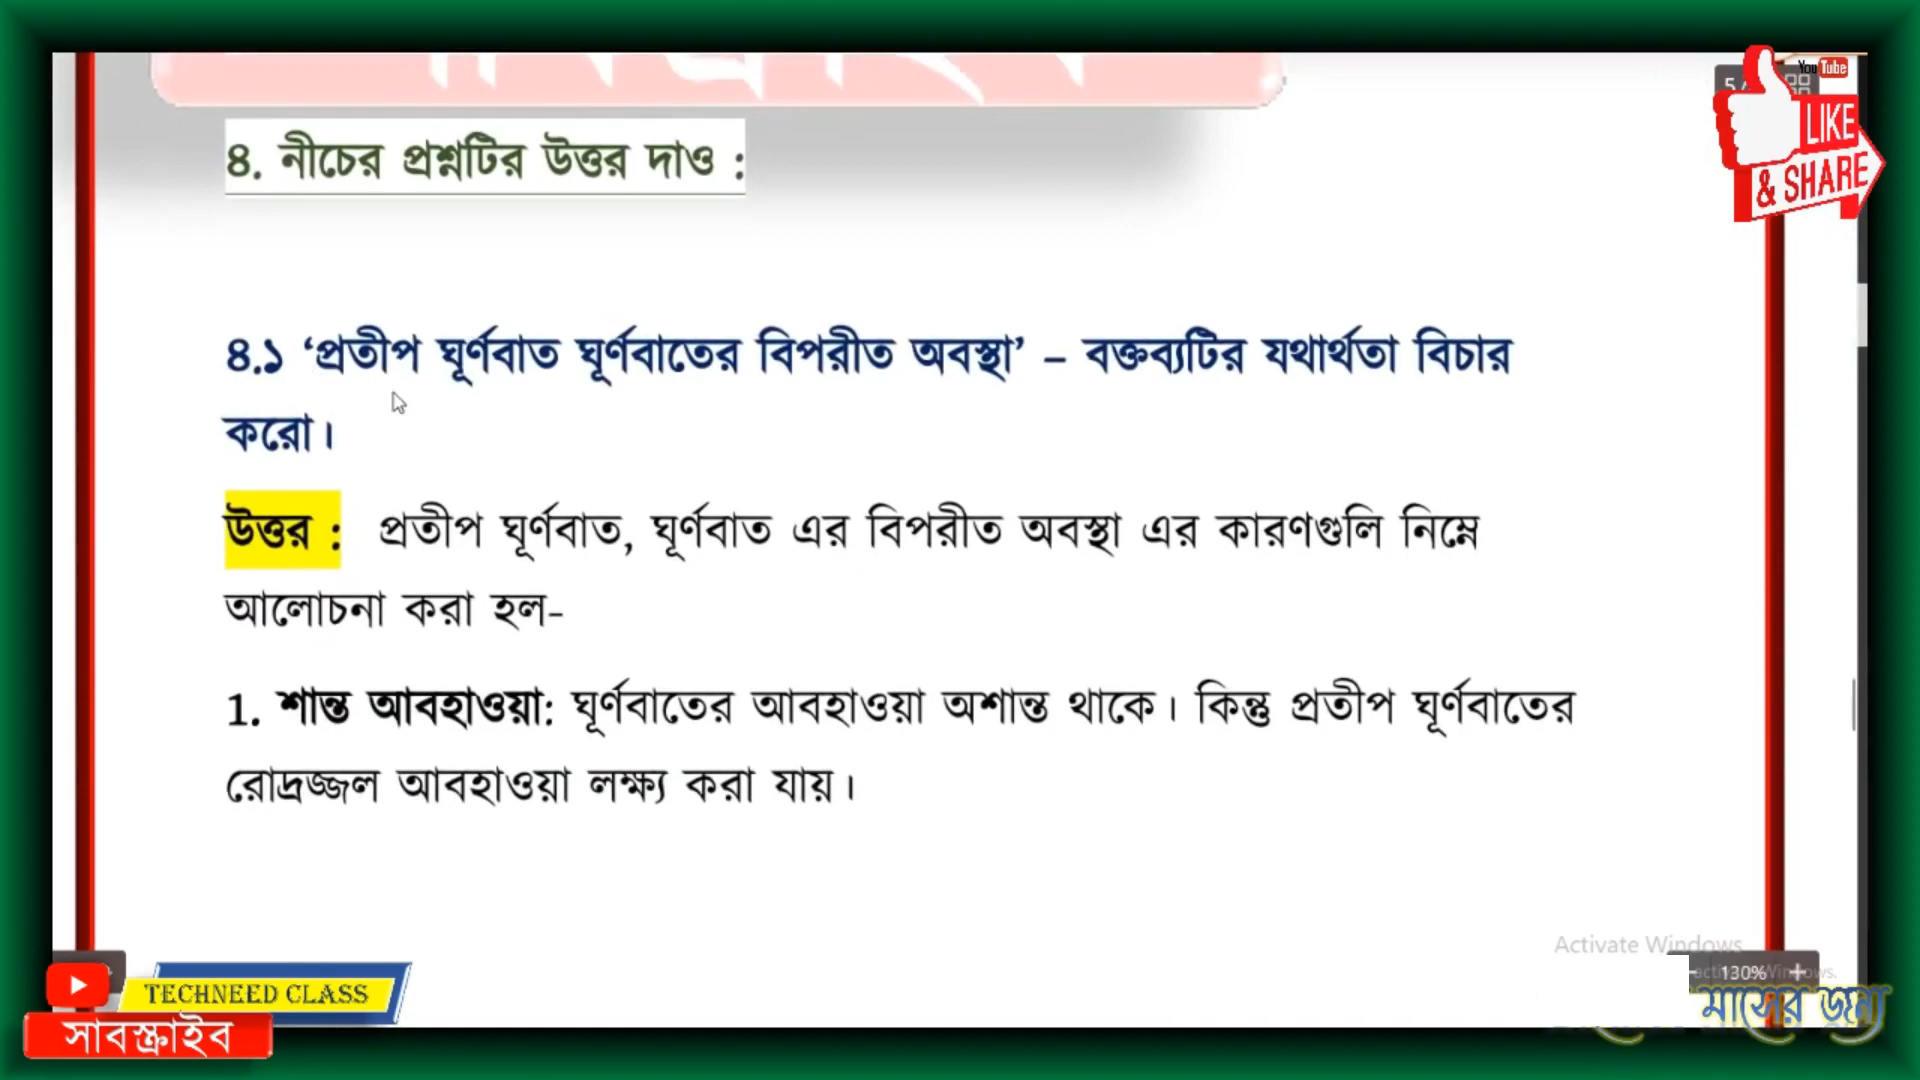 You Tube
LIKE
& SHARE
৪. নীচের প্রশ্নটির উত্তর দাও :
৪.১ ‘প্রতীপ ঘূর্ণবাত ঘূর্ণবাতের বিপরীত অবস্থা’ – বক্তব্যটির যথার্থতা বিচার
করো।
উত্তর : প্রতীপ ঘূর্ণবাত, ঘূর্ণবাত এর বিপরীত অবস্থা এর কারণগুলি নিম্নে
আলোচনা করা হল-
1. শান্ত আবহাওয়া: ঘূর্ণবাতের আবহাওয়া অশান্ত থাকে। কিন্তু প্রতীপ ঘূর্ণবাতের
রোদ্রজ্জল আবহাওয়া লক্ষ্য করা যায়।
Activate Windows
130%
TECHNEED CLASS
মাসের জন্য
সাবস্ক্রাইব